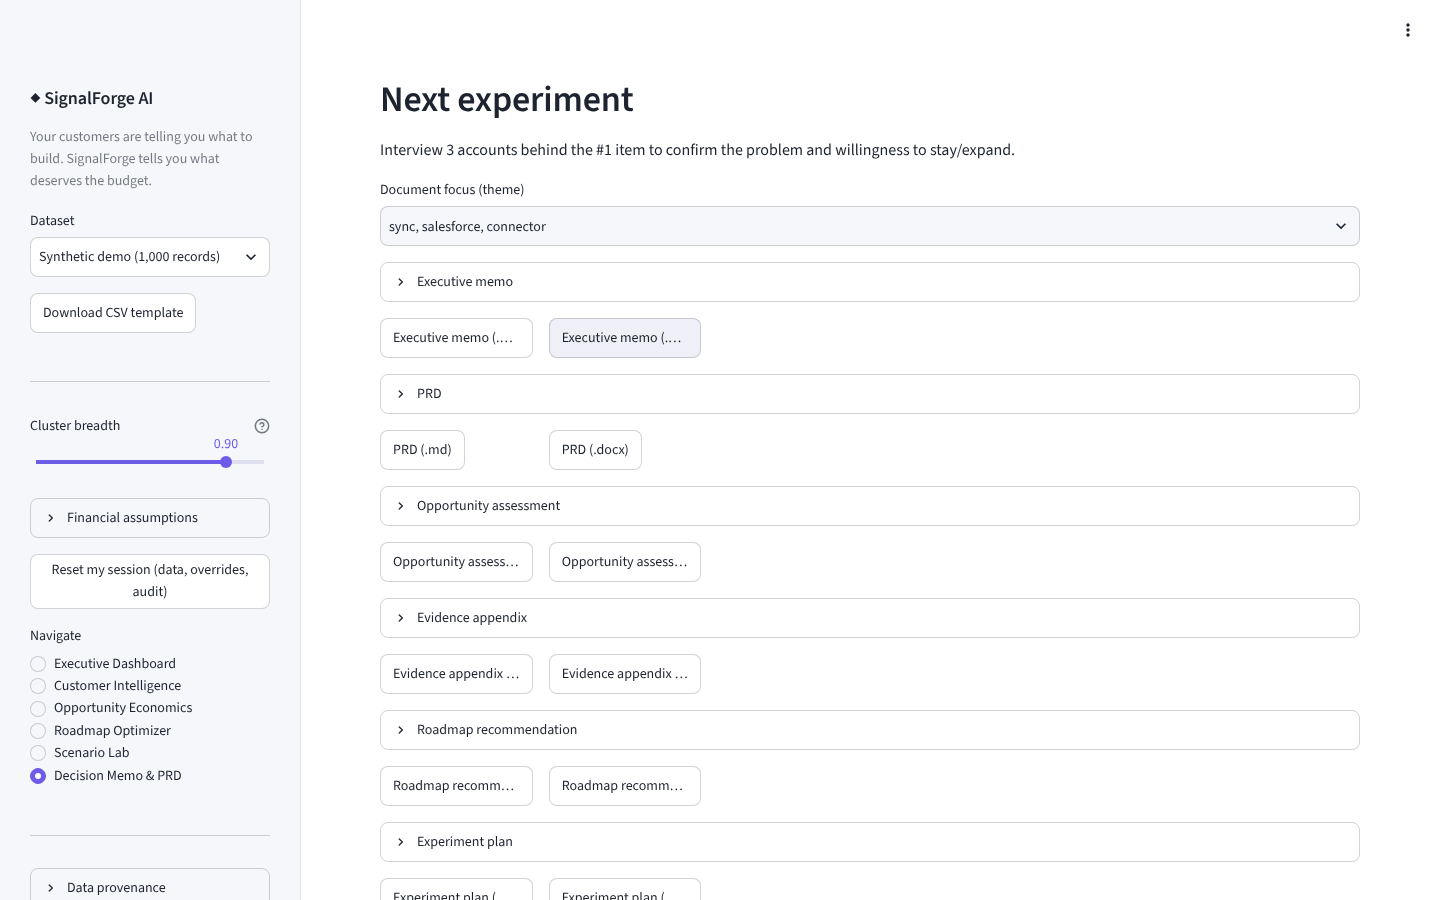 ◆ SignalForge AI
Your customers are telling you what to
build. SignalForge tells you what
deserves the budget.
Dataset
Synthetic demo (1,000 records)
Download CSV template
Cluster breadth
0.90
Financial assumptions
Reset my session (data, overrides,
audit)
Navigate
Executive Dashboard
Customer Intelligence
Opportunity Economics
Roadmap Optimizer
Scenario Lab
Decision Memo & PRD
Data provenance
Next experiment
Interview 3 accounts behind the #1 item to confirm the problem and willingness to stay/expand.
Document focus (theme)
sync, salesforce, connector
Executive memo
Executive memo (.… Executive memo (.…
PRD
PRD (.md) PRD (.docx)
Opportunity assessment
Opportunity assess… Opportunity assess…
Evidence appendix
Evidence appendix … Evidence appendix …
Roadmap recommendation
Roadmap recomm… Roadmap recomm…
Experiment plan
Experiment plan ( Experiment plan (